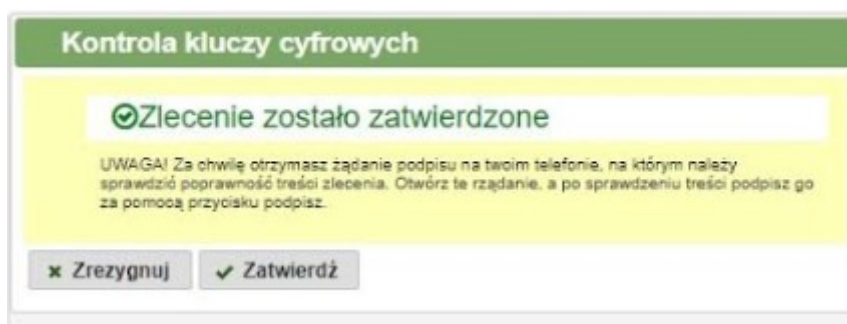 Kontrola kluczy cyfrowych
Zlecenie zostało zatwierdzone
UWAGA! Za chwilę otrzymasz żądanie podpisu na twoim telefonie, na którym należy
sprawdzió poprawność treści zlecenia. Otwórz te rządanie, a po sprawdzeniu treści podpisz go
za pomocą przycisku podpisz.
Zrezygnuj Zatwierdź